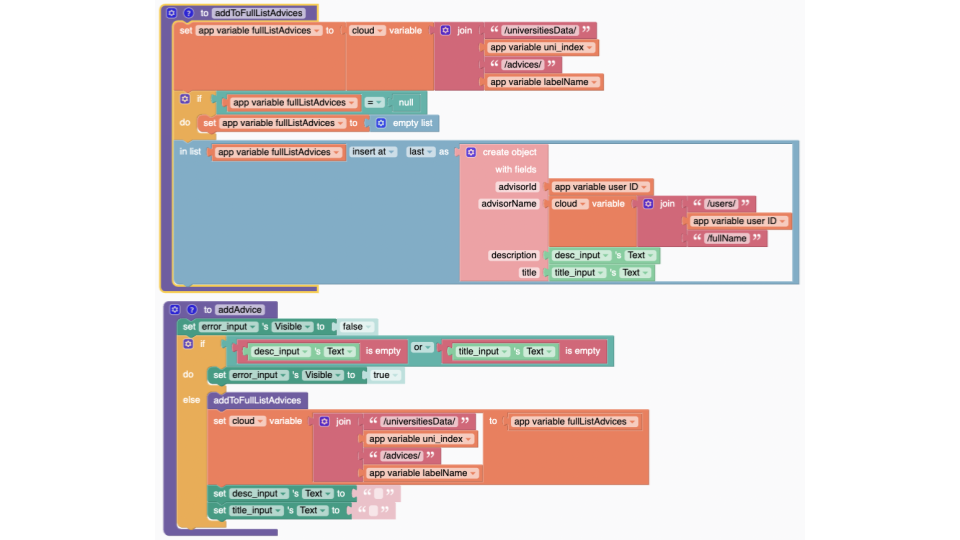 ? to addToFullListAdvices
set app variable fullListAdvices to cloud variable join “ /universitiesData/ ”
app variable uni_index
“ /advices/ ”
app variable labelName
if app variable fullListAdvices = null
do set app variable fullListAdvices to empty list
in list app variable fullListAdvices insert at last as create object
with fields
advisorId app variable user ID
advisorName cloud variable join “ /users/ ”
app variable user ID
“ /fullName ”
description desc_input 's Text
title title_input 's Text
? to addAdvice
set error_input 's Visible to false
if desc_input 's Text is empty or title_input 's Text is empty
do set error_input 's Visible to true
else addToFullListAdvices
set cloud variable join “ /universitiesData/ ” to app variable fullListAdvices
app variable uni_index
“ /advices/ ”
app variable labelName
set desc_input 's Text to “ ”
set title_input 's Text to “ ”